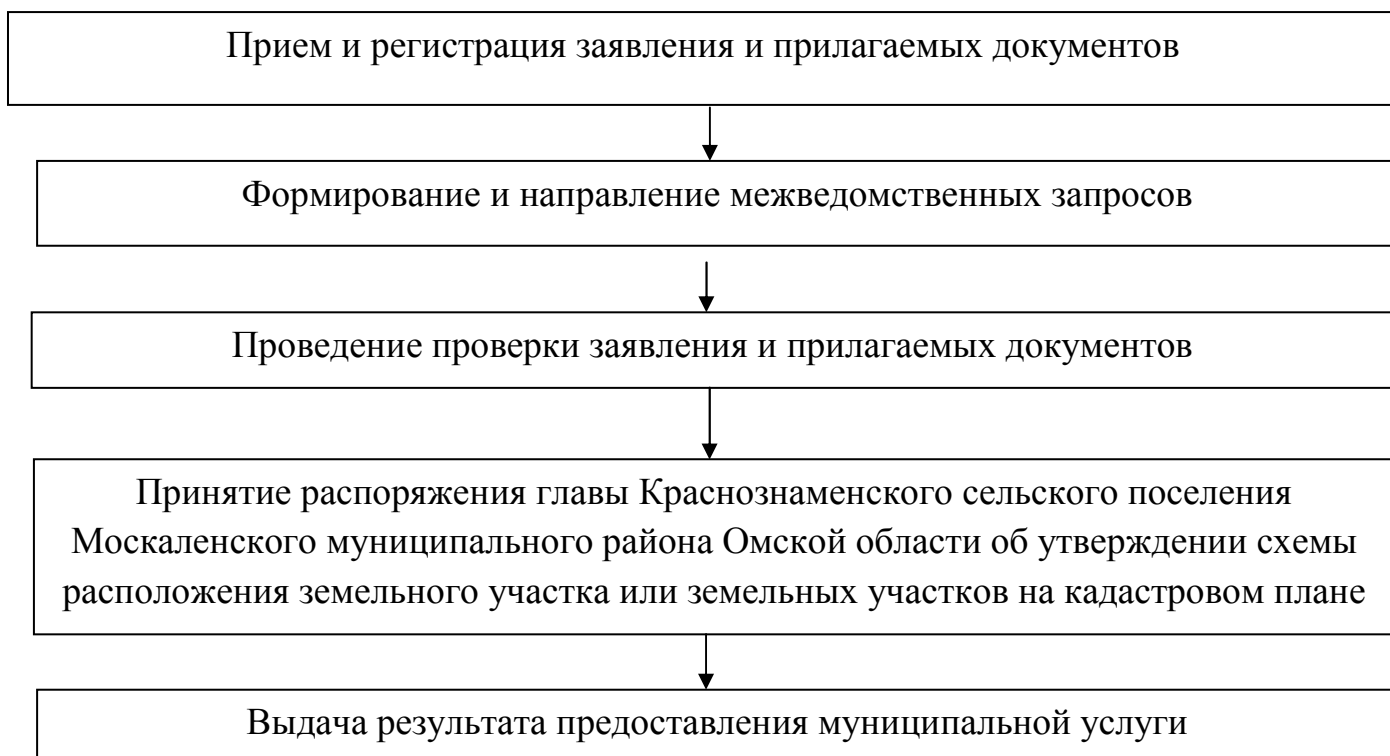 Прием и регистрация заявления и прилагаемых документов
Формирование и направление межведомственных запросов
Проведение проверки заявления и прилагаемых документов
Принятие распоряжения главы Краснознаменского сельского поселения
Москаленского муниципального района Омской области об утверждении схемы
расположения земельного участка или земельных участков на кадастровом плане
Выдача результата предоставления муниципальной услуги